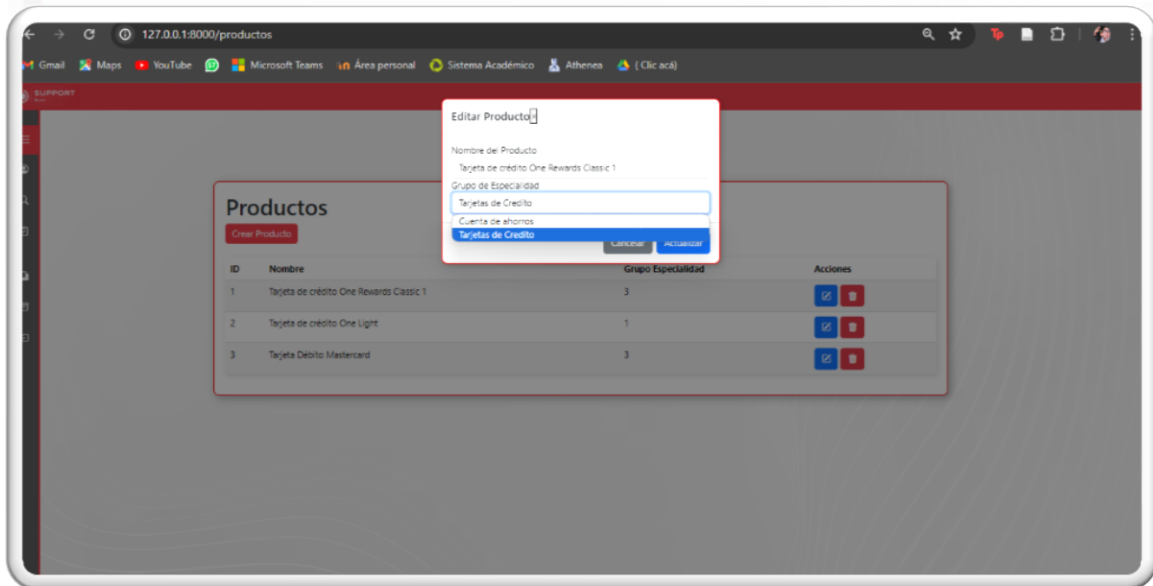 127.0.0.1:8000/productos
Gmail Maps YouTube Microsoft Teams Área personal Sistema Académico Athenea ( Clic acá)
SUPPORT
Editar Producto
Nombre del Producto
Tarjeta de crédito One Rewards Classic 1
Grupo de Especialidad
Tarjetas de Credito
Cuenta de ahorros
Tarjetas de Credito
Cancelar Actualizar
Productos
Crear Producto
ID Nombre Grupo Especialidad Acciones
1 Tarjeta de crédito One Rewards Classic 1 3
2 Tarjeta de crédito One Light 1
3 Tarjeta Débito Mastercard 3